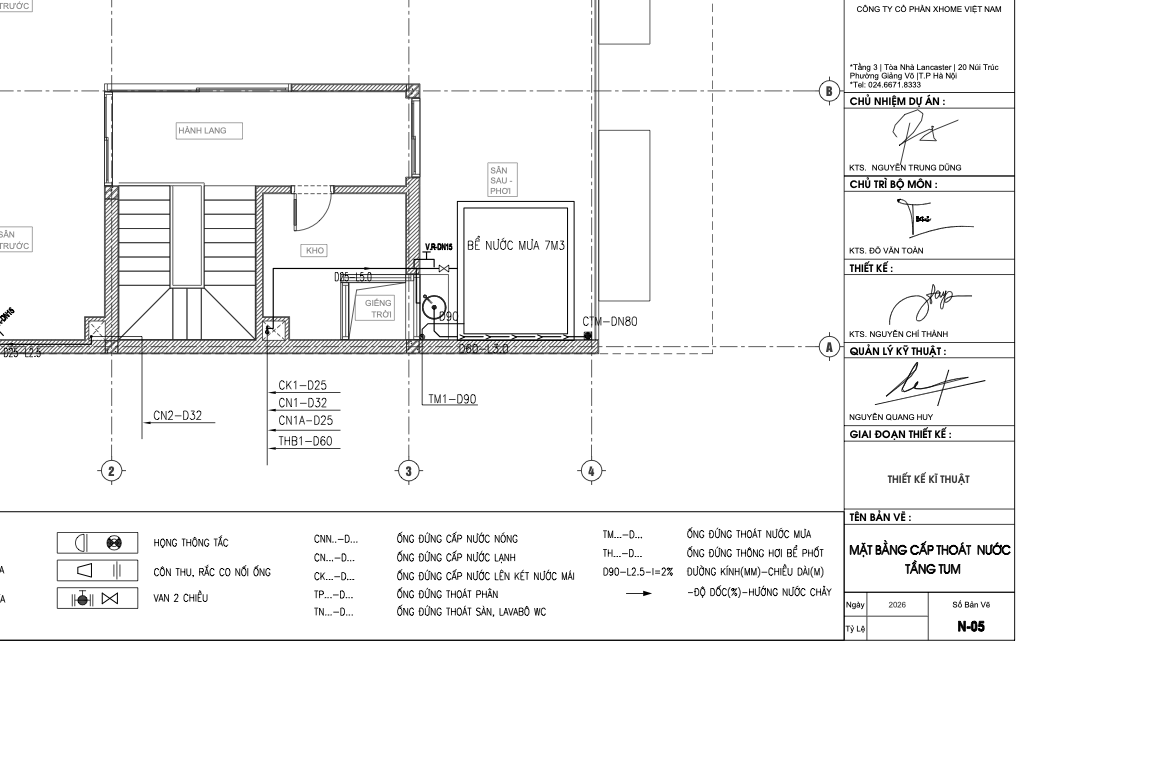 TRƯỚC
CÔNG TY CỔ PHẦN XHOME VIỆT NAM
*Tầng 3 | Tòa Nhà Lancaster | 20 Núi Trúc
Phường Giảng Võ |T.P Hà Nội
*Tel: 024.6671.8333
B
CHỦ NHIỆM DỰ ÁN :
KTS. NGUYỄN TRUNG DŨNG
HÀNH LANG
SÂN
SAU -
PHƠI
CHỦ TRÌ BỘ MÔN :
KTS. ĐỖ VĂN TOÀN
SÂN
TRƯỚC
KHO
V.R-DN15
BỂ NƯỚC MƯA 7M3
D25-L5.0
THIẾT KẾ :
KTS. NGUYỄN CHÍ THÀNH
GIẾNG
TRỜI
D90
CTM-DN80
D60-L3.0
D25-L2.5
A
QUẢN LÝ KỸ THUẬT :
NGUYỄN QUANG HUY
CK1-D25
CN1-D32
CN1A-D25
THB1-D60
CN2-D32
TM1-D90
GIAI ĐOẠN THIẾT KẾ :
THIẾT KẾ KĨ THUẬT
2
3
4
TÊN BẢN VẼ :
MẶT BẰNG CẤP THOÁT NƯỚC
TẦNG TUM
HỌNG THÔNG TẮC
CÔN THU, RẮC CO NỐI ỐNG
VAN 2 CHIỀU
CNN..-D... ỐNG ĐỨNG CẤP NƯỚC NÓNG
CN...-D... ỐNG ĐỨNG CẤP NƯỚC LẠNH
CK...-D... ỐNG ĐỨNG CẤP NƯỚC LÊN KÉT NƯỚC MÁI
TP...-D... ỐNG ĐỨNG THOÁT PHÂN
TN...-D... ỐNG ĐỨNG THOÁT SÀN, LAVABÔ WC
TM...-D... ỐNG ĐỨNG THOÁT NƯỚC MƯA
TH...-D... ỐNG ĐỨNG THÔNG HƠI BỂ PHỐT
D90-L2.5-I=2% ĐƯỜNG KÍNH(MM)-CHIỀU DÀI(M)
-ĐỘ DỐC(%)-HƯỚNG NƯỚC CHẢY
Ngày 2026 Số Bản Vẽ
Tỷ Lệ N-05